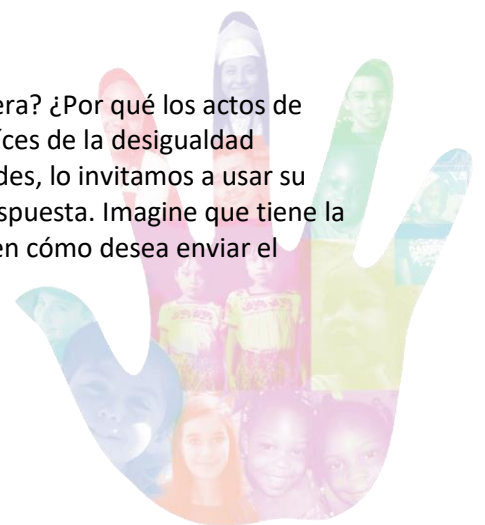 era? ¿Por qué los actos de
íces de la desigualdad
des, lo invitamos a usar su
spuesta. Imagine que tiene la
en cómo desea enviar el